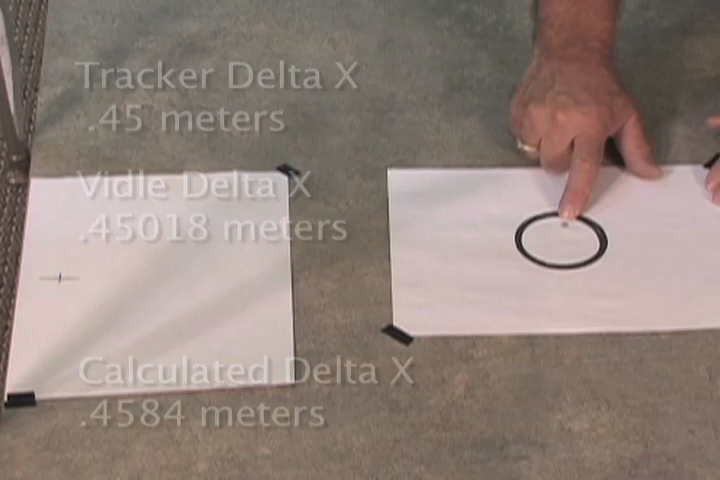 Tracker Delta X
.45 meters
Vidle Delta X
.45018 meters
Calculated Delta X
.4584 meters